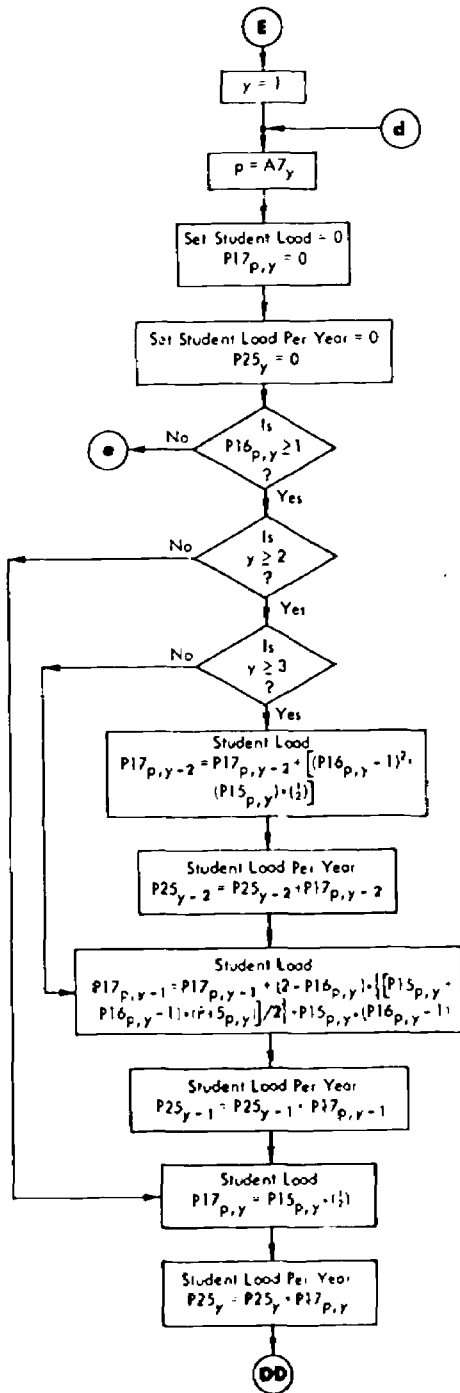 E
y = 1
d
p = A7y
Set Student Load = 0
P17p,y = 0
Set Student Load Per Year = 0
P25y = 0
Is
No
P16p,y ≥ 1
e
?
Yes
Is
No
y ≥ 2
?
Yes
Is
No
y ≥ 3
?
Yes
Student Load
P17p,y-2 = P17p,y-2 + [(P16p,y - 1)² •
(P15p,y) • (½)]
Student Load Per Year
P25y-2 = P25y-2 + P17p,y-2
Student Load
P17p,y-1 = P17p,y-1 + (2 - P16p,y) • {[P15p,y +
P16p,y - 1) • 5p,y)]/2} + P15p,y • (P16p,y - 1)
Student Load Per Year
P25y-1 = P25y-1 + P17p,y-1
Student Load
P17p,y = P15p,y • (½)
Student Load Per Year
P25y = P25y + P17p,y
DD